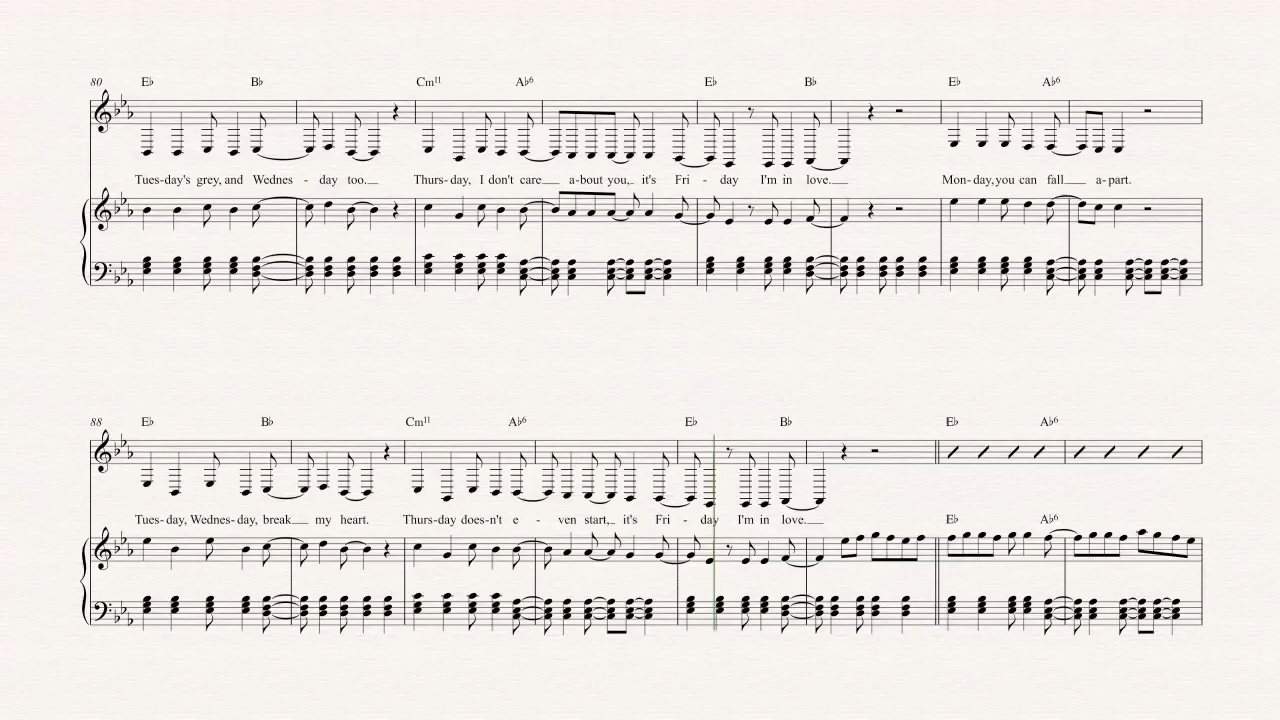 80 E♭ B♭ Cm11 A♭6 E♭ B♭ E♭ A♭6
Tues-day's grey, and Wednes - day too. Thurs-day, I don't care a-bout you, it's Fri - day I'm in love. Mon-day, you can fall a-part.
88 E♭ B♭ Cm11 A♭6 E♭ B♭ E♭ A♭6
Tues-day, Wednes-day, break my heart. Thurs-day does-n't e - ven start, it's Fri - day I'm in love.
E♭ A♭6